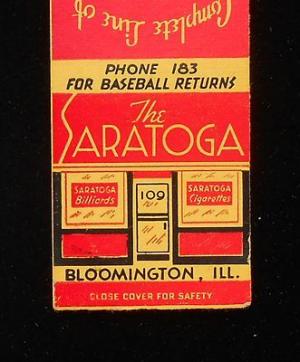 Complete Line of
PHONE 183
FOR BASEBALL RETURNS
The
SARATOGA
SARATOGA
Billiards
109
SARATOGA
Cigarettes
BLOOMINGTON, ILL.
CLOSE COVER FOR SAFETY